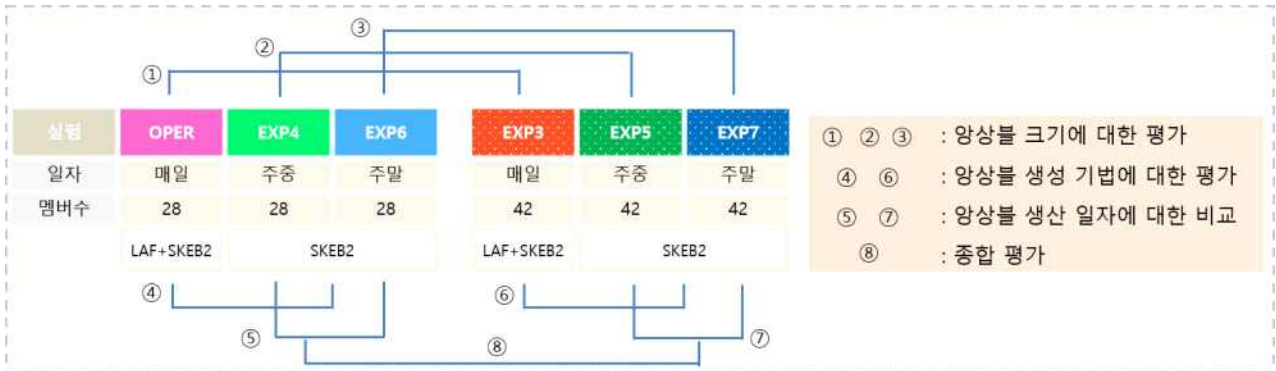 ③
②
①
실험 OPER EXP4 EXP6 EXP3 EXP5 EXP7
일자 매일 주중 주말 매일 주중 주말
멤버수 28 28 28 42 42 42
LAF+SKEB2 SKEB2 LAF+SKEB2 SKEB2
④ ⑥
⑤ ⑦
⑧
① ② ③ : 앙상블 크기에 대한 평가
④ ⑥ : 앙상블 생성 기법에 대한 평가
⑤ ⑦ : 앙상블 생산 일자에 대한 비교
⑧ : 종합 평가